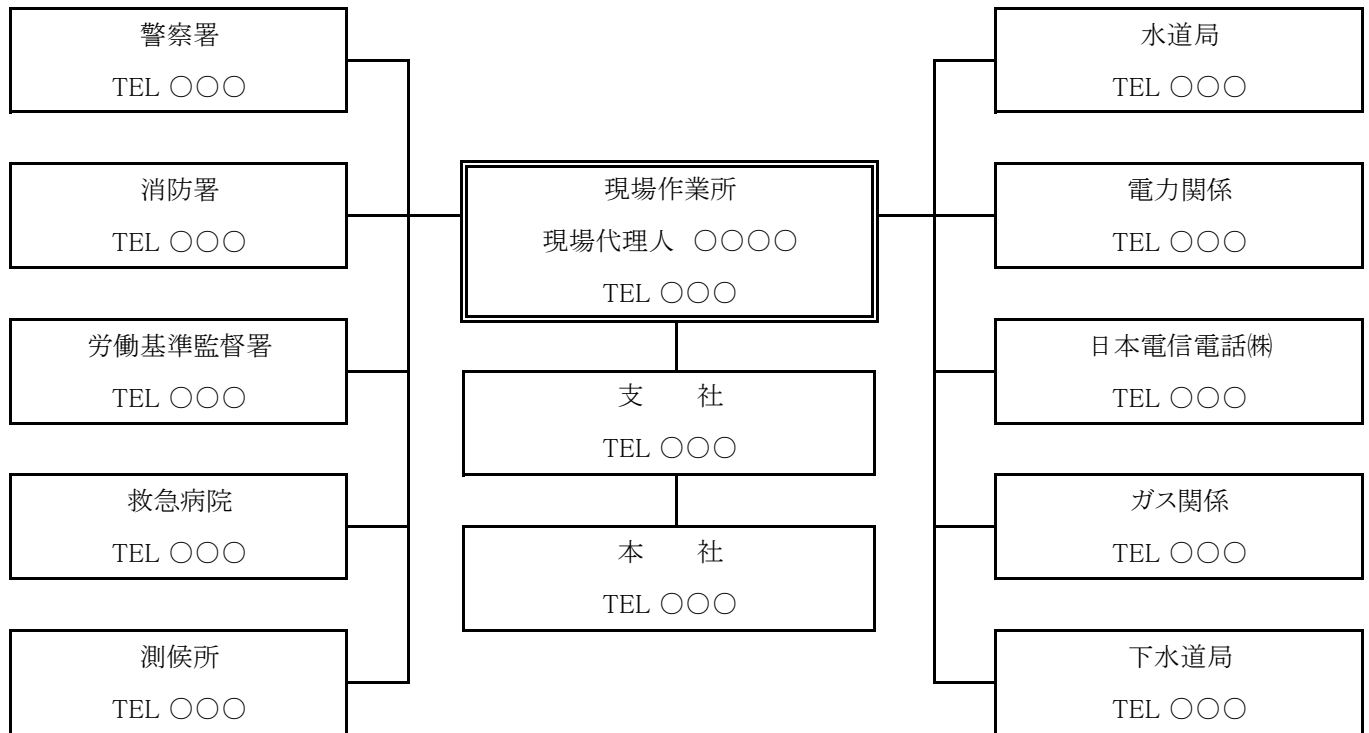 警察署
TEL ○○○
消防署
TEL ○○○
労働基準監督署
TEL ○○○
救急病院
TEL ○○○
測候所
TEL ○○○
現場作業所
現場代理人 ○○○○
TEL ○○○
支 社
TEL ○○○
本 社
TEL ○○○
水道局
TEL ○○○
電力関係
TEL ○○○
日本電信電話㈱
TEL ○○○
ガス関係
TEL ○○○
下水道局
TEL ○○○